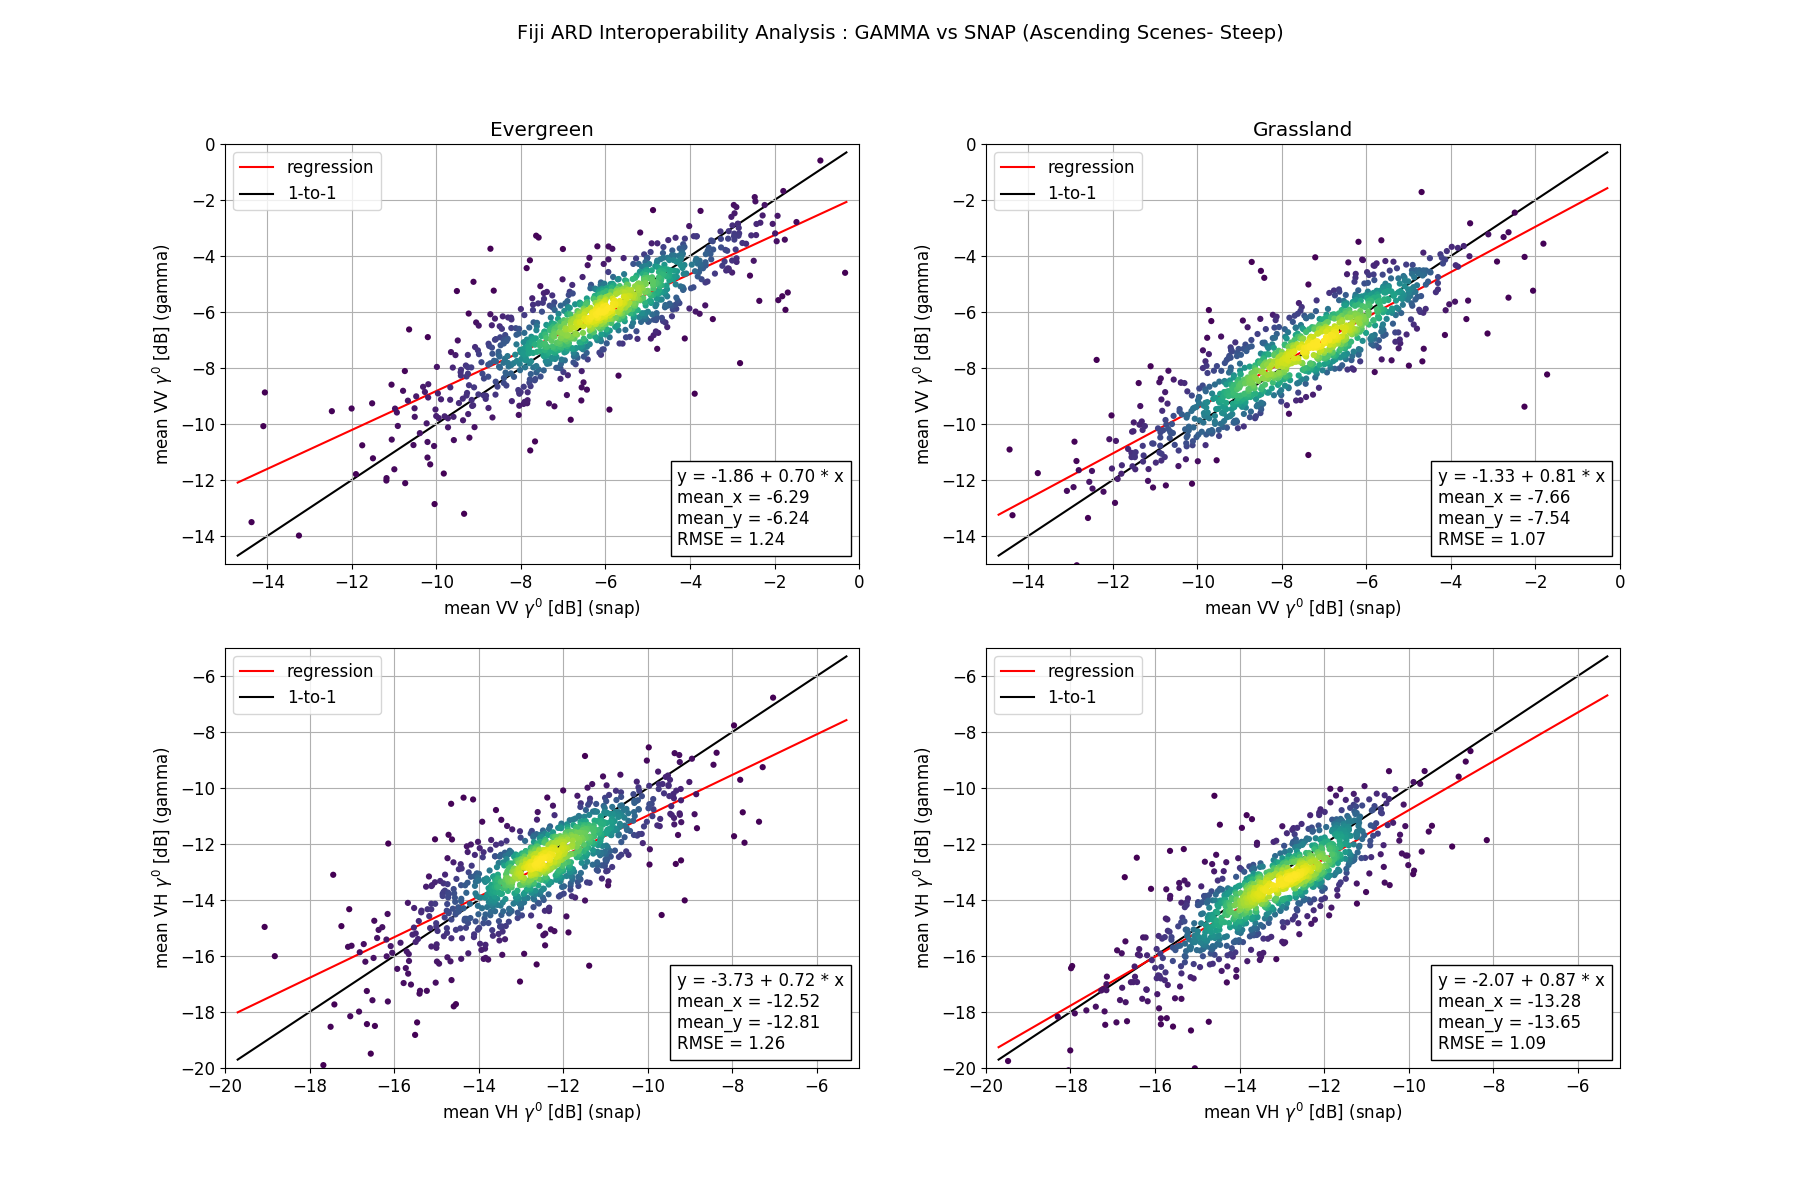 Fiji ARD Interoperability Analysis : GAMMA vs SNAP (Ascending Scenes- Steep)
Evergreen
regression
1-to-1
0
−2
−4
−6
−8
−10
−12
−14
mean VV γ⁰ [dB] (gamma)
y = -1.86 + 0.70 * x
mean_x = -6.29
mean_y = -6.24
RMSE = 1.24
−14 −12 −10 −8 −6 −4 −2 0
mean VV γ⁰ [dB] (snap)
Grassland
regression
1-to-1
0
−2
−4
−6
−8
−10
−12
−14
mean VV γ⁰ [dB] (gamma)
y = -1.33 + 0.81 * x
mean_x = -7.66
mean_y = -7.54
RMSE = 1.07
−14 −12 −10 −8 −6 −4 −2 0
mean VV γ⁰ [dB] (snap)
regression
1-to-1
−6
−8
−10
−12
−14
−16
−18
−20
mean VH γ⁰ [dB] (gamma)
y = -3.73 + 0.72 * x
mean_x = -12.52
mean_y = -12.81
RMSE = 1.26
−20 −18 −16 −14 −12 −10 −8 −6
mean VH γ⁰ [dB] (snap)
regression
1-to-1
−6
−8
−10
−12
−14
−16
−18
−20
mean VH γ⁰ [dB] (gamma)
y = -2.07 + 0.87 * x
mean_x = -13.28
mean_y = -13.65
RMSE = 1.09
−20 −18 −16 −14 −12 −10 −8 −6
mean VH γ⁰ [dB] (snap)